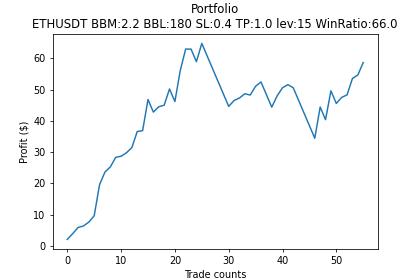 Portfolio
ETHUSDT BBM:2.2 BBL:180 SL:0.4 TP:1.0 lev:15 WinRatio:66.0
Profit ($)
60
50
40
30
20
10
0
0 10 20 30 40 50
Trade counts